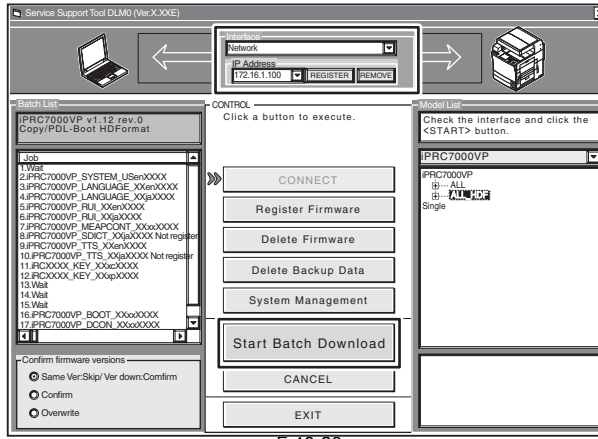 Service Support Tool DLM0 (Ver.X.XXE)
Interface
Network
IP Address
172.16.1.100 REGISTER REMOVE
Batch List
iPRC7000VP v1.12 rev.0
Copy/PDL-Boot HDFormat
Job
1.Wait
2.iPRC7000VP_SYSTEM_USenXXXX
3.iPRC7000VP_LANGUAGE_XXenXXXX
4.iPRC7000VP_LANGUAGE_XXjaXXXX
5.iPRC7000VP_RUI_XXenXXXX
6.iPRC7000VP_RUI_XXjaXXXX
7.iPRC7000VP_MEAPCONT_XXxxXXXX
8.iPRC7000VP_SDICT_XXjaXXXX Not register
9.iPRC7000VP_TTS_XXenXXXX
10.iPRC7000VP_TTS_XXjaXXXX Not register
11.iRCXXXX_KEY_XXxcXXXX
12.iRCXXXX_KEY_XXxpXXXX
13.Wait
14.Wait
15.Wait
16.iPRC7000VP_BOOT_XXxxXXXX
17.iPRC7000VP_DCON_XXxxXXXX
Confirm firmware versions
Same Ver:Skip/ Ver down:Comfirm
Confirm
Overwrite
CONTROL
Click a button to execute.
CONNECT
Register Firmware
Delete Firmware
Delete Backup Data
System Management
Start Batch Download
CANCEL
EXIT
Model List
Check the interface and click the
<START> button.
iPRC7000VP
iPRC7000VP
ALL
ALL_HDF
Single